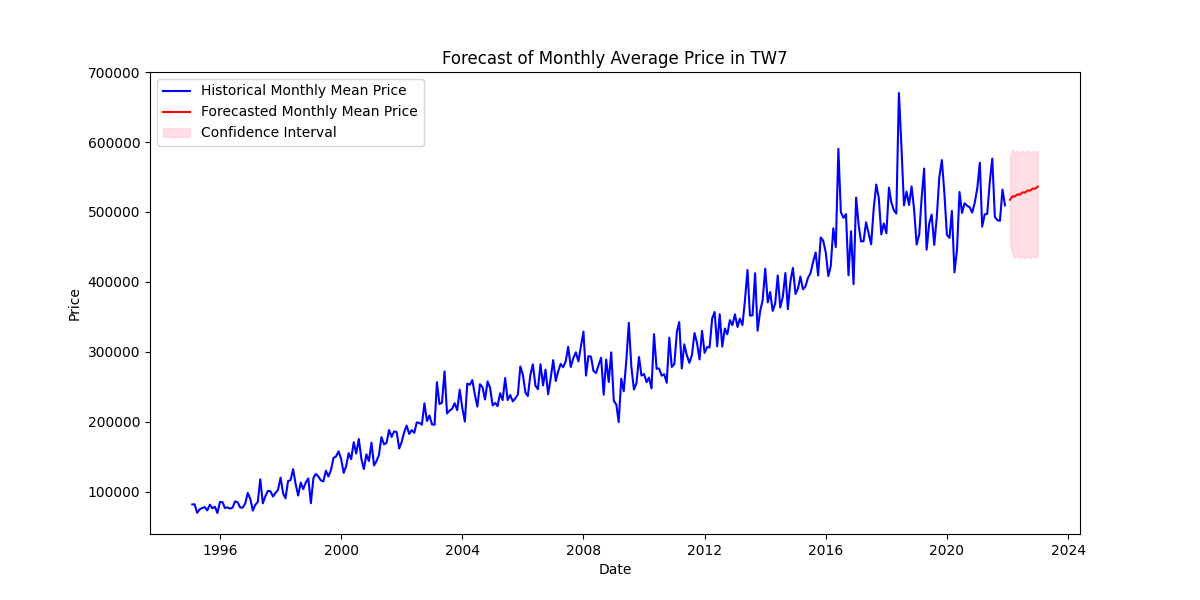 Forecast of Monthly Average Price in TW7
700000
600000
500000
400000
300000
200000
100000
Price
Historical Monthly Mean Price
Forecasted Monthly Mean Price
Confidence Interval
1996 2000 2004 2008 2012 2016 2020 2024
Date